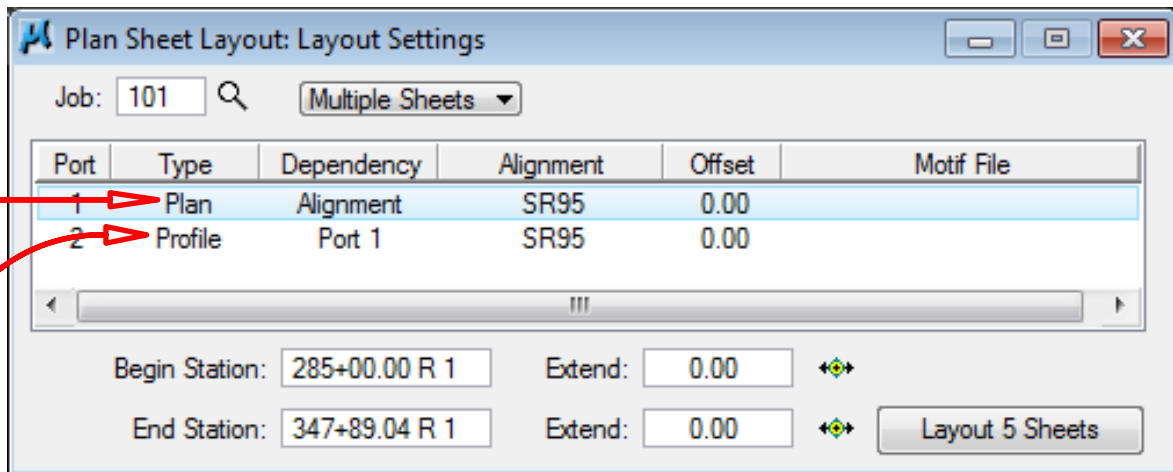 Plan Sheet Layout: Layout Settings
Job: 101 Multiple Sheets
Port Type Dependency Alignment Offset Motif File
1 Plan Alignment SR95 0.00
2 Profile Port 1 SR95 0.00
Begin Station: 285+00.00 R 1 Extend: 0.00
End Station: 347+89.04 R 1 Extend: 0.00 Layout 5 Sheets